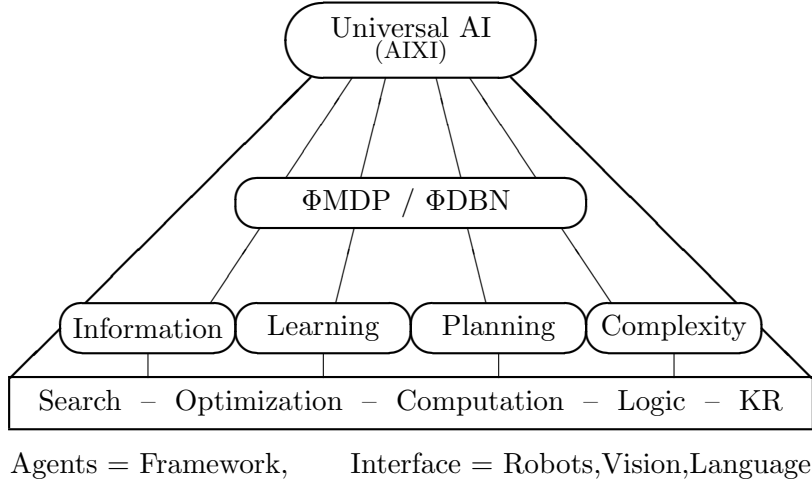 Universal AI
(AIXI)
ΦMDP / ΦDBN
Information Learning Planning Complexity
Search – Optimization – Computation – Logic – KR
Agents = Framework, Interface = Robots,Vision,Language